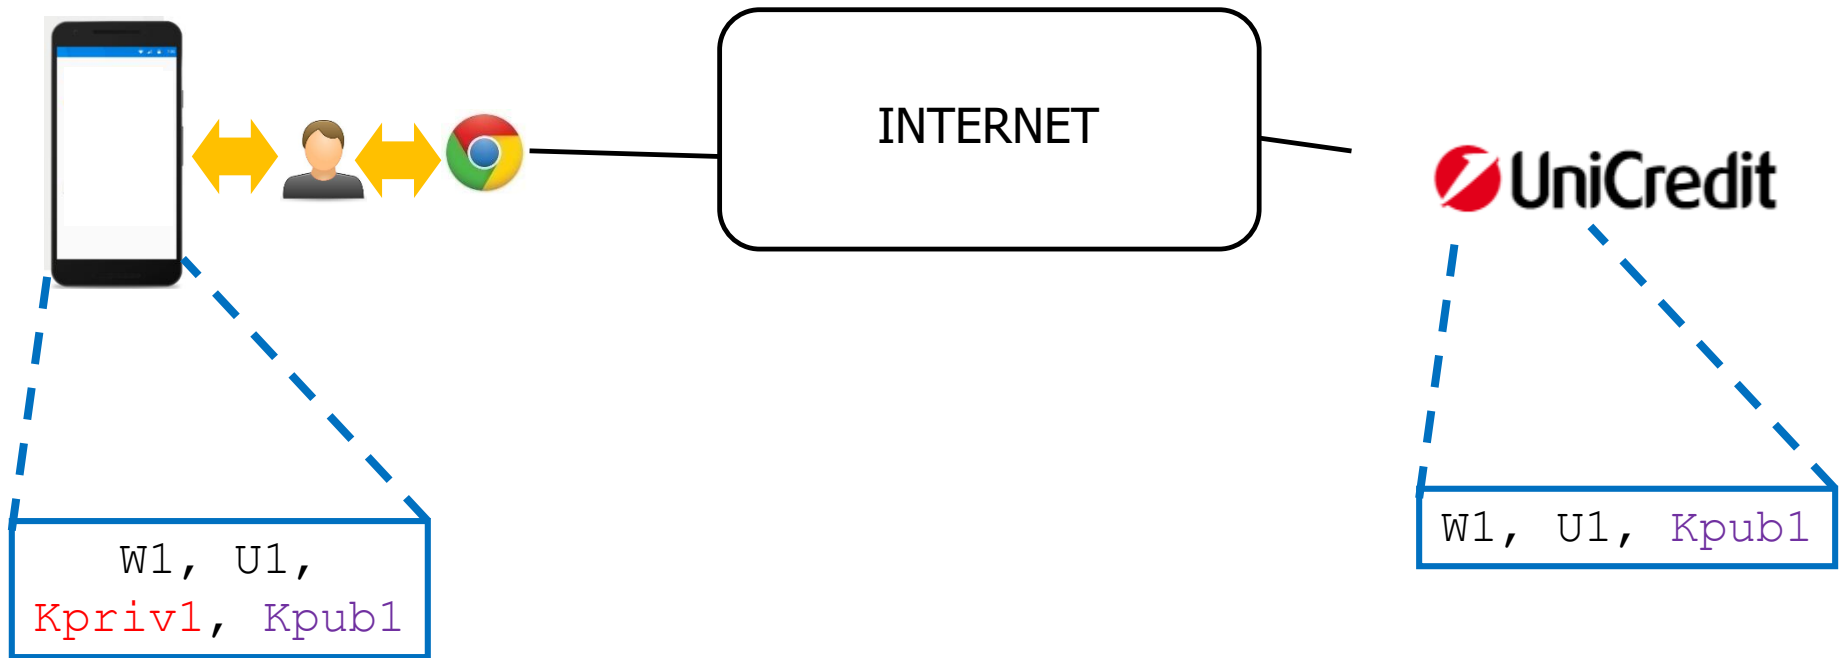 INTERNET
UniCredit
W1, U1,
Kpriv1, Kpub1
W1, U1, Kpub1